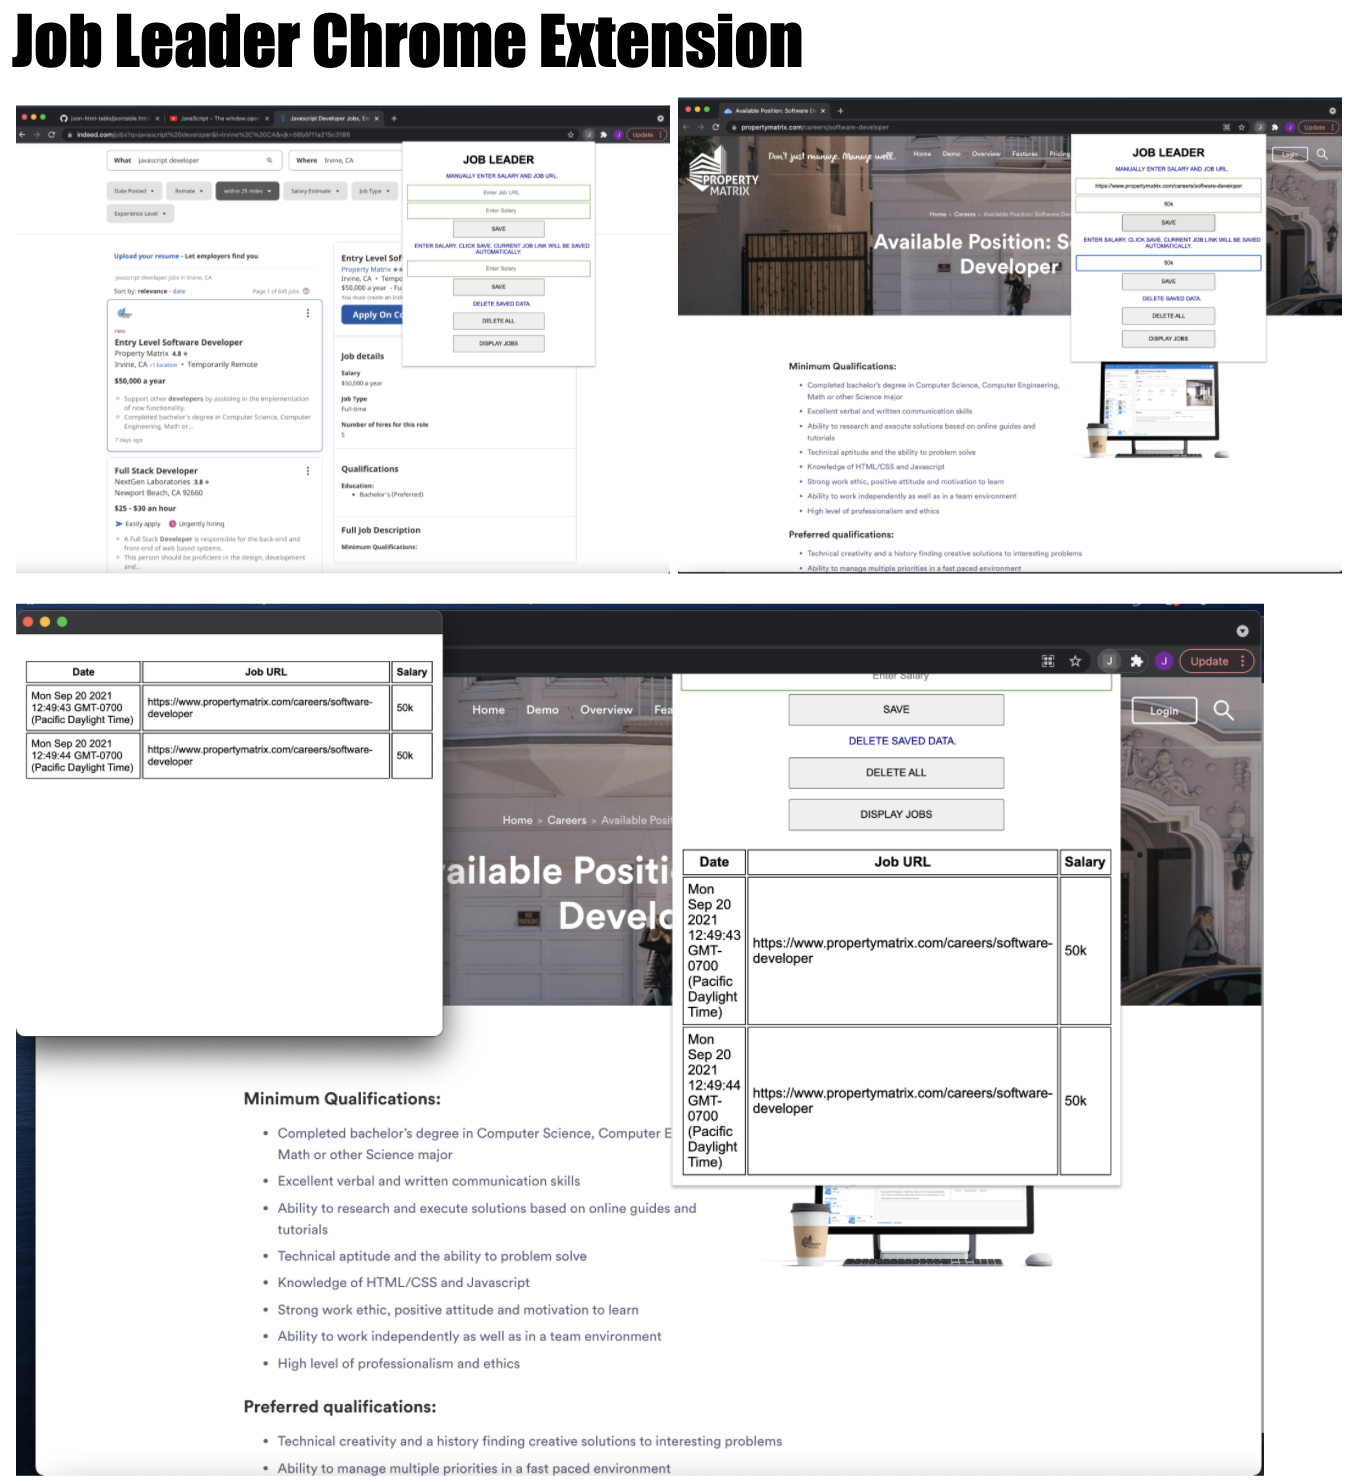 Job Leader Chrome Extension
json-html-table/jsontable.html
JavaScript - The window.open
Javascript Developer Jobs, Em
Update
What javascript developer
Where Irvine, CA
Date Posted
Remote
within 25 miles
Salary Estimate
Job Type
Experience Level
Upload your resume - Let employers find you
javascript developer jobs in Irvine, CA
Sort by: relevance - date
Page 1 of 645 jobs
new
Entry Level Software Developer
Property Matrix 4.8
Irvine, CA +1 location • Temporarily Remote
$50,000 a year
Support other developers by assisting in the implementation
of new functionality.
Completed bachelor's degree in Computer Science, Computer
Engineering, Math or...
7 days ago
Full Stack Developer
NextGen Laboratories 3.8
Newport Beach, CA 92660
$25 - $30 an hour
Easily apply
Urgently hiring
A Full Stack Developer is responsible for the back-end and
front-end of web based systems.
This person should be proficient in the design, development
and...
Entry Level Sof
Property Matrix
Irvine, CA • Tempo
$50,000 a year - Fu
You must create an Ind
Apply On Co
Job details
Salary
$50,000 a year
Job Type
Full-time
Number of hires for this role
Qualifications
Education:
• Bachelor's (Preferred)
Full Job Description
Minimum Qualifications:
JOB LEADER
MANUALLY ENTER SALARY AND JOB URL.
Enter Job URL
Enter Salary
SAVE
ENTER SALARY, CLICK SAVE. CURRENT JOB LINK WILL BE SAVED
AUTOMATICALLY.
Enter Salary
SAVE
DELETE SAVED DATA.
DELETE ALL
DISPLAY JOBS
Available Position: Software De
propertymatrix.com/careers/software-developer
Update
PROPERTY
MATRIX
Don't just manage. Manage well.
Home Demo Overview Features Pricing
Login
Home > Careers > Available Position: Software Dev
Available Position: S
Developer
JOB LEADER
MANUALLY ENTER SALARY AND JOB URL.
https://www.propertymatrix.com/careers/software-developer
50k
SAVE
ENTER SALARY, CLICK SAVE. CURRENT JOB LINK WILL BE SAVED
AUTOMATICALLY.
50k
SAVE
DELETE SAVED DATA.
DELETE ALL
DISPLAY JOBS
Minimum Qualifications:
• Completed bachelor's degree in Computer Science, Computer Engineering,
Math or other Science major
• Excellent verbal and written communication skills
• Ability to research and execute solutions based on online guides and
tutorials
• Technical aptitude and the ability to problem solve
• Knowledge of HTML/CSS and Javascript
• Strong work ethic, positive attitude and motivation to learn
• Ability to work independently as well as in a team environment
• High level of professionalism and ethics
Preferred qualifications:
• Technical creativity and a history finding creative solutions to interesting problems
• Ability to manage multiple priorities in a fast paced environment
Date Job URL Salary
Mon Sep 20 2021
12:49:43 GMT-0700
(Pacific Daylight Time)
https://www.propertymatrix.com/careers/software-
developer
50k
Mon Sep 20 2021
12:49:44 GMT-0700
(Pacific Daylight Time)
https://www.propertymatrix.com/careers/software-
developer
50k
J
J
Update
Home Demo Overview Fea
Login
Home > Careers > Available Posit
ailable Positi
Develo
Enter Salary
SAVE
DELETE SAVED DATA.
DELETE ALL
DISPLAY JOBS
Date Job URL Salary
Mon
Sep 20
2021
12:49:43
GMT-
0700
(Pacific
Daylight
Time)
https://www.propertymatrix.com/careers/software-
developer
50k
Mon
Sep 20
2021
12:49:44
GMT-
0700
(Pacific
Daylight
Time)
https://www.propertymatrix.com/careers/software-
developer
50k
Minimum Qualifications:
• Completed bachelor's degree in Computer Science, Computer E
Math or other Science major
• Excellent verbal and written communication skills
• Ability to research and execute solutions based on online guides and
tutorials
• Technical aptitude and the ability to problem solve
• Knowledge of HTML/CSS and Javascript
• Strong work ethic, positive attitude and motivation to learn
• Ability to work independently as well as in a team environment
• High level of professionalism and ethics
Preferred qualifications:
• Technical creativity and a history finding creative solutions to interesting problems
• Ability to manage multiple priorities in a fast paced environment